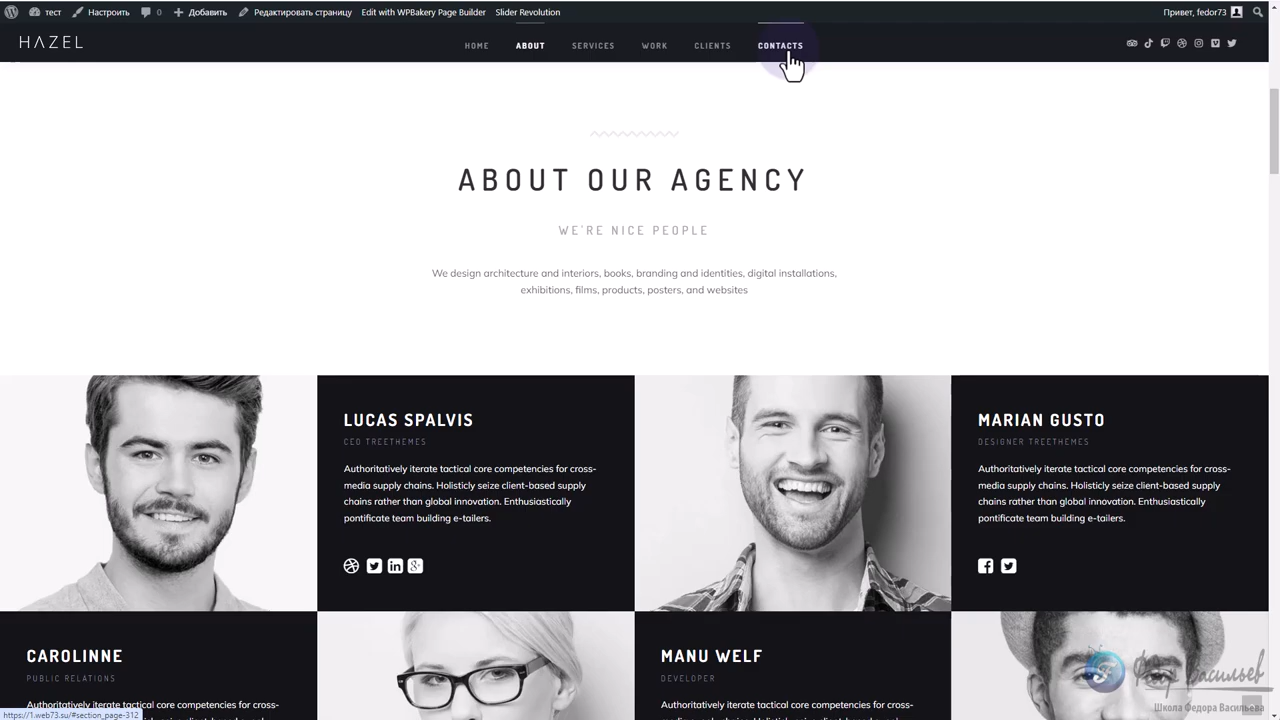 тест
Настроить
0
Добавить
Редактировать страницу
Edit with WPBakery Page Builder
Slider Revolution
Привет, fedor73
HAZEL
HOME
ABOUT
SERVICES
WORK
CLIENTS
CONTACTS
ABOUT OUR AGENCY
WE'RE NICE PEOPLE
We design architecture and interiors, books, branding and identities, digital installations,
exhibitions, films, products, posters, and websites
LUCAS SPALVIS
CEO TREETHEMES
Authoritatively iterate tactical core competencies for cross-
media supply chains. Holisticly seize client-based supply
chains rather than global innovation. Enthusiastically
pontificate team building e-tailers.
MARIAN GUSTO
DESIGNER TREETHEMES
Authoritatively iterate tactical core competencies for cross-
media supply chains. Holisticly seize client-based supply
chains rather than global innovation. Enthusiastically
pontificate team building e-tailers.
CAROLINNE
PUBLIC RELATIONS
Authoritatively iterate tactical core competencies for cross-
MANU WELF
DEVELOPER
Authoritatively iterate tactical core competencies for cross-
Фёдор Васильев
Школа Федора Васильева
https://1.web73.su/#section_page-312